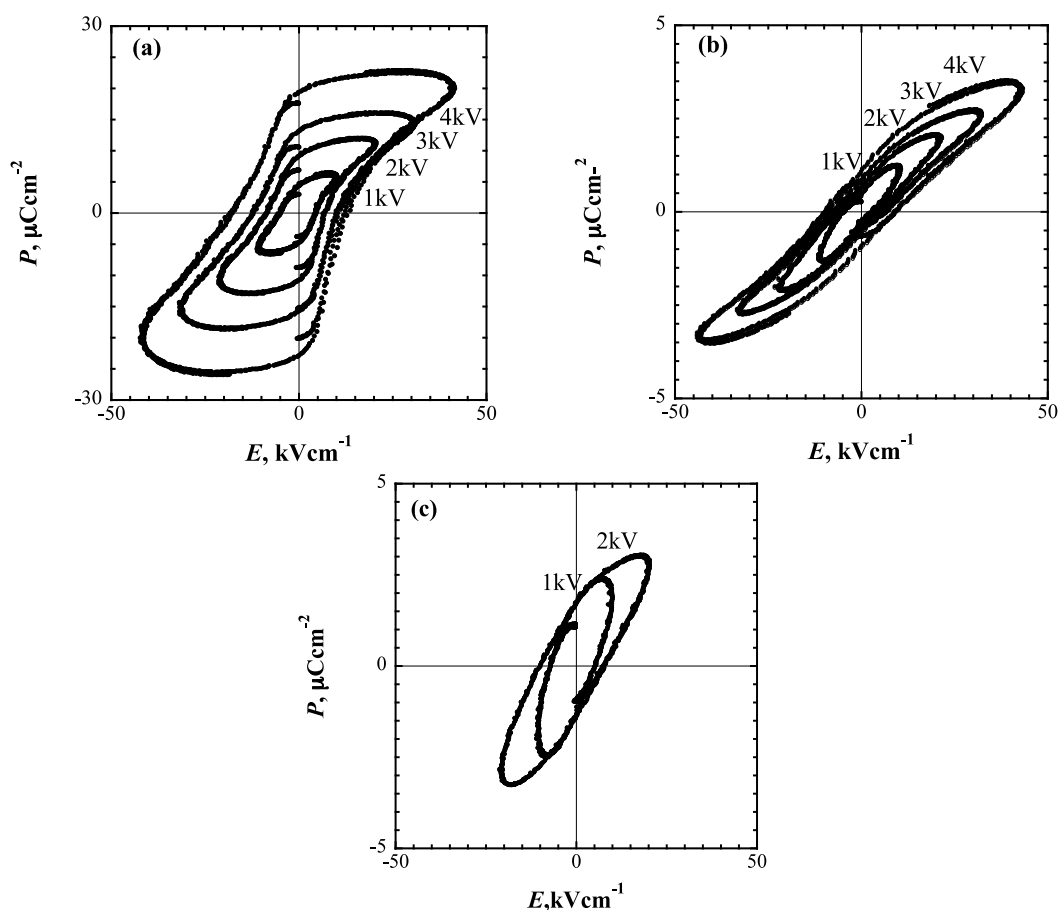 (a)
30
0
-30
-50
0
50
P, µCcm⁻²
E, kVcm⁻¹
4kV
3kV
2kV
1kV
(b)
5
0
-5
-50
0
50
P, µCcm-²
E, kVcm⁻¹
4kV
3kV
2kV
1kV
(c)
5
0
-5
-50
0
50
P, µCcm⁻²
E,kVcm⁻¹
2kV
1kV